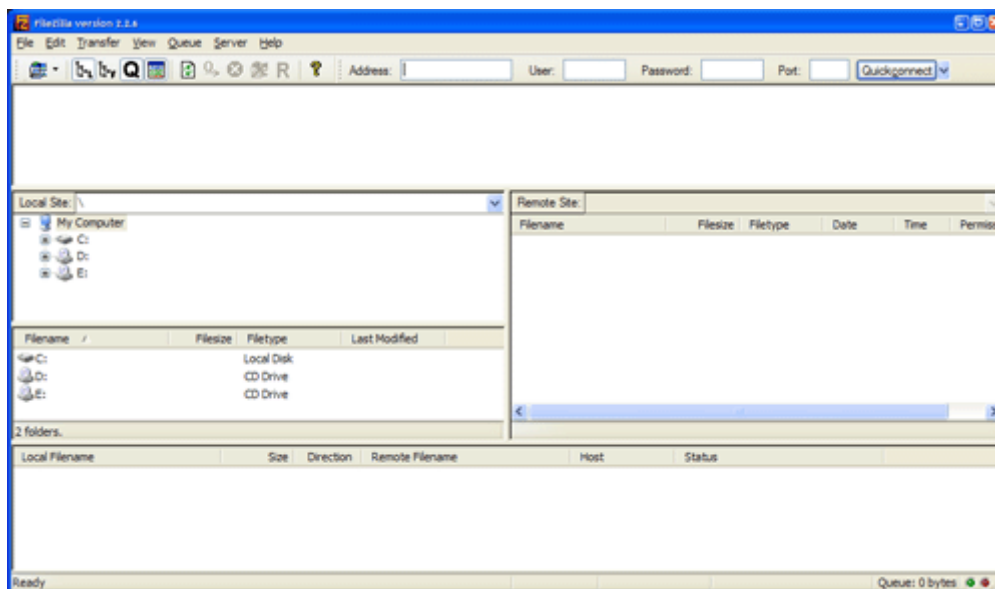 FileZilla version 2.2.6
File Edit Transfer View Queue Server Help
Q R ? Address: User: Password: Port: Quickconnect
Local Site: \
Remote Site:
My Computer
C:
D:
E:
Filename Filesize Filetype Date Time Permiss
Filename Filesize Filetype Last Modified
C: Local Disk
D: CD Drive
E: CD Drive
2 folders.
Local Filename Size Direction Remote Filename Host Status
Ready Queue: 0 bytes